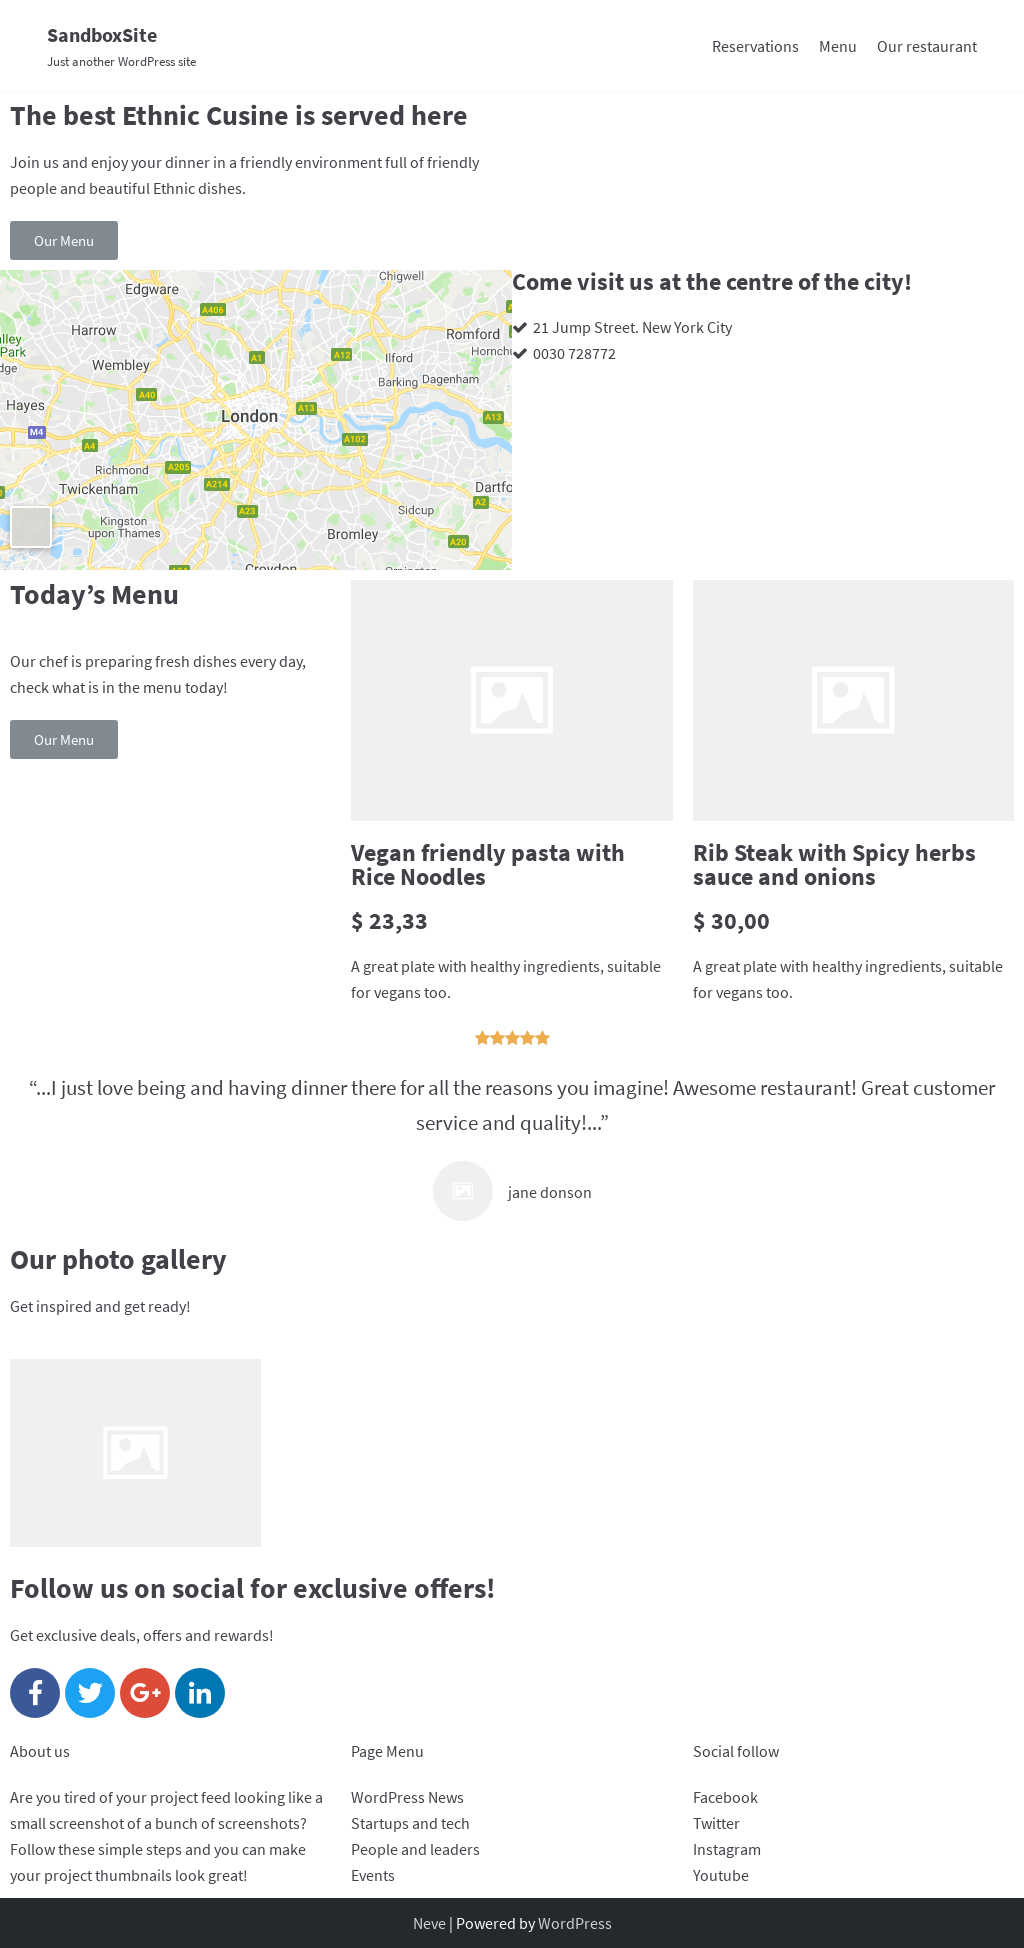 SandboxSite
Just another WordPress site
Reservations Menu Our restaurant
The best Ethnic Cusine is served here
Join us and enjoy your dinner in a friendly environment full of friendly
people and beautiful Ethnic dishes.
Our Menu
Chigwell
Edgware
A406
Harrow
Romford
A1
A12
Ilford
Wembley
Barking
Dagenham
A40
Hayes
London
A13
A13
M4
A4
A102
Richmond
A205
Twickenham
A214
A2
Kingston
upon Thames
A23
Sidcup
Bromley
A20
Croydon
Come visit us at the centre of the city!
21 Jump Street. New York City
0030 728772
Today’s Menu
Our chef is preparing fresh dishes every day,
check what is in the menu today!
Our Menu
Vegan friendly pasta with
Rice Noodles
$ 23,33
A great plate with healthy ingredients, suitable
for vegans too.
Rib Steak with Spicy herbs
sauce and onions
$ 30,00
A great plate with healthy ingredients, suitable
for vegans too.
“...I just love being and having dinner there for all the reasons you imagine! Awesome restaurant! Great customer
service and quality!...”
jane donson
Our photo gallery
Get inspired and get ready!
Follow us on social for exclusive offers!
Get exclusive deals, offers and rewards!
About us
Are you tired of your project feed looking like a
small screenshot of a bunch of screenshots?
Follow these simple steps and you can make
your project thumbnails look great!
Page Menu
WordPress News
Startups and tech
People and leaders
Events
Social follow
Facebook
Twitter
Instagram
Youtube
Neve | Powered by WordPress